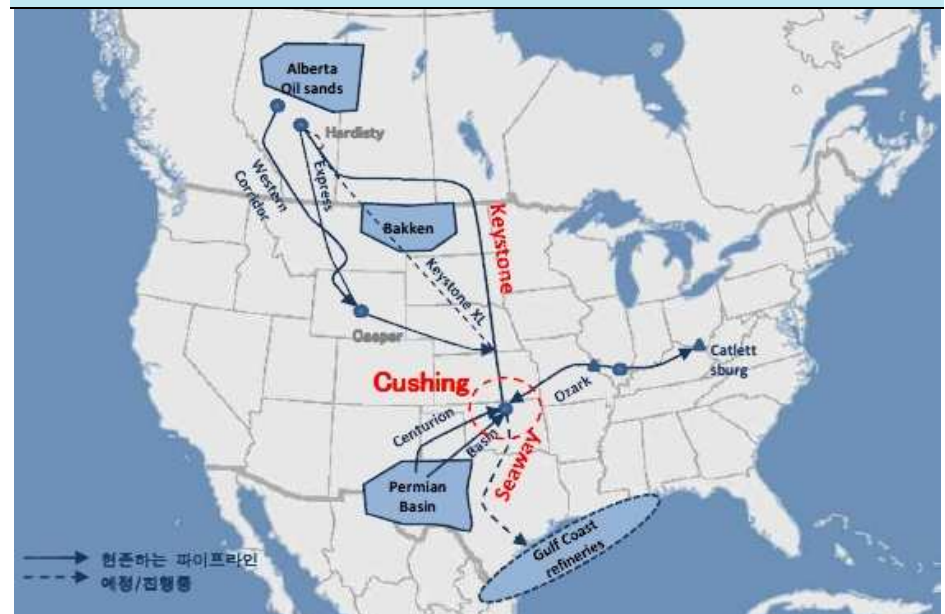 Alberta
Oil sands
Hardisty
Western
Corridor
Express
Keystone
Bakken
Keystone XL
Casper
Cushing
Ozark
Catlett
sburg
Centurion
Basin
Seaway
Permian
Basin
Gulf Coast
refineries
현존하는 파이프라인
예정/진행중